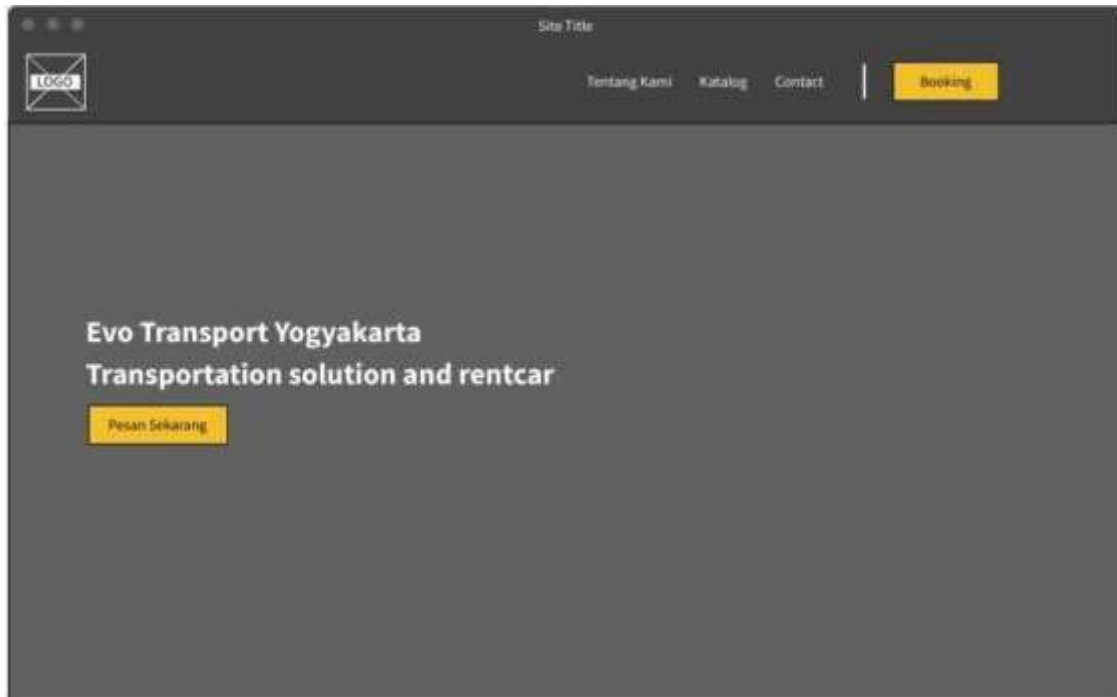 Site Title
LOGO
Tentang Kami Katalog Contact Booking
Evo Transport Yogyakarta
Transportation solution and rentcar
Pesan Sekarang